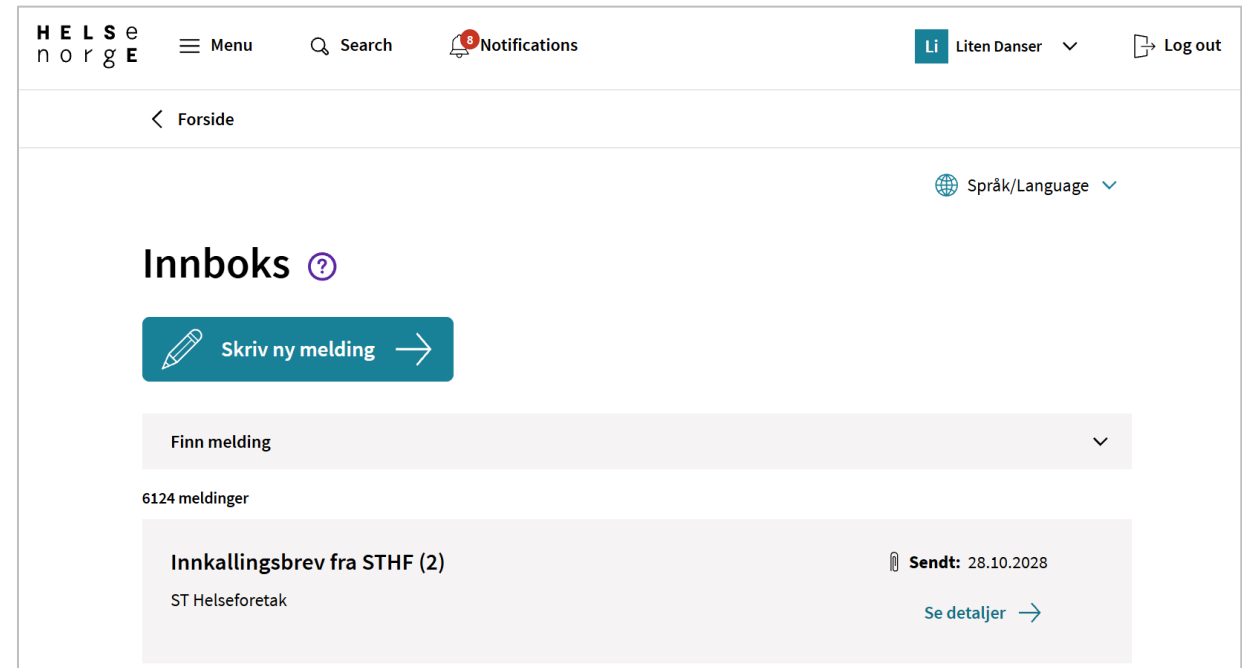 HELSe
norgE
Menu
Search
8
Notifications
Li
Liten Danser
Log out
Forside
Språk/Language
Innboks ?
Skriv ny melding
Finn melding
6124 meldinger
Innkallingsbrev fra STHF (2)
Sendt: 28.10.2028
ST Helseforetak
Se detaljer